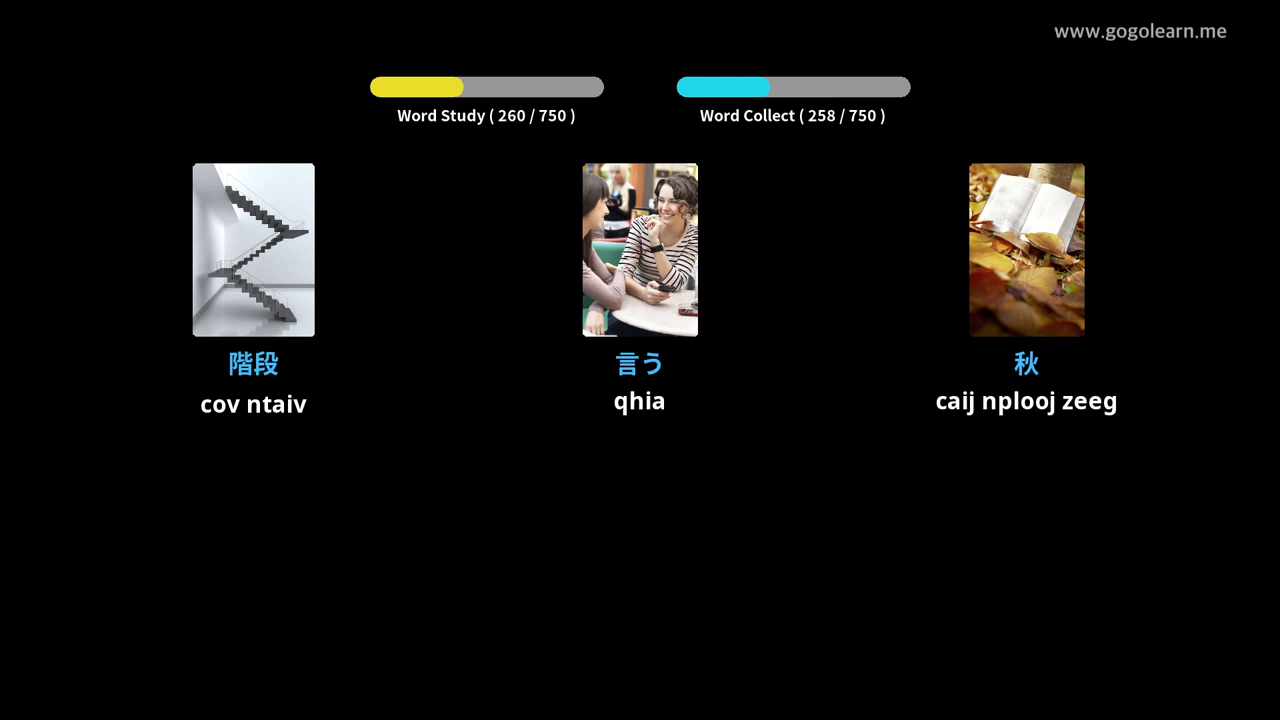 www.gogolearn.me
Word Study ( 260 / 750 )
Word Collect ( 258 / 750 )
階段
言う
秋
cov ntaiv
qhia
caij nplooj zeeg